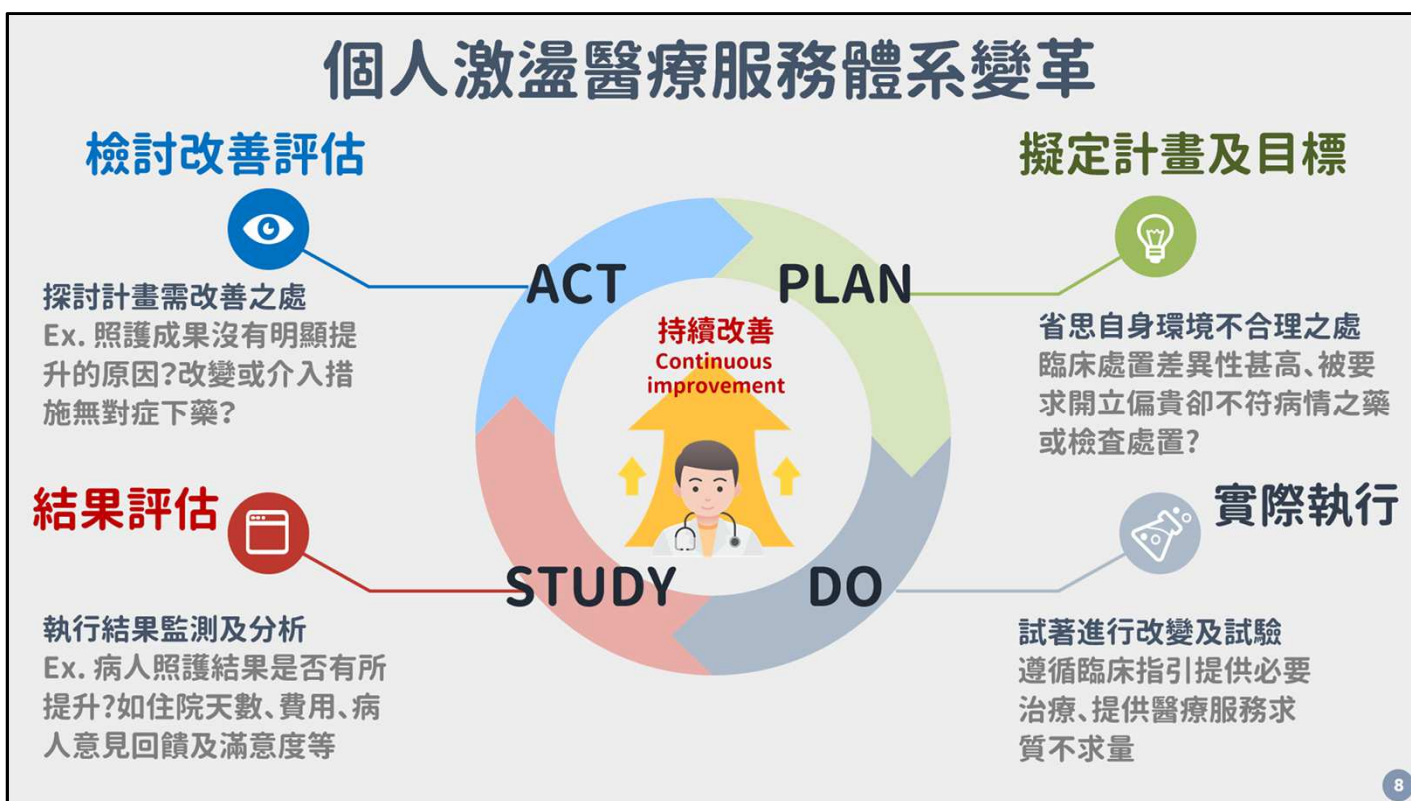 個人激盪醫療服務體系變革
檢討改善評估
探討計畫需改善之處
Ex. 照護成果沒有明顯提
升的原因?改變或介入措
施無對症下藥?
擬定計畫及目標
省思自身環境不合理之處
臨床處置差異性甚高、被要
求開立偏貴卻不符病情之藥
或檢查處置?
ACT
PLAN
持續改善
Continuous
improvement
STUDY
DO
結果評估
執行結果監測及分析
Ex. 病人照護結果是否有所
提升?如住院天數、費用、病
人意見回饋及滿意度等
實際執行
試著進行改變及試驗
遵循臨床指引提供必要
治療、提供醫療服務求
質不求量
8